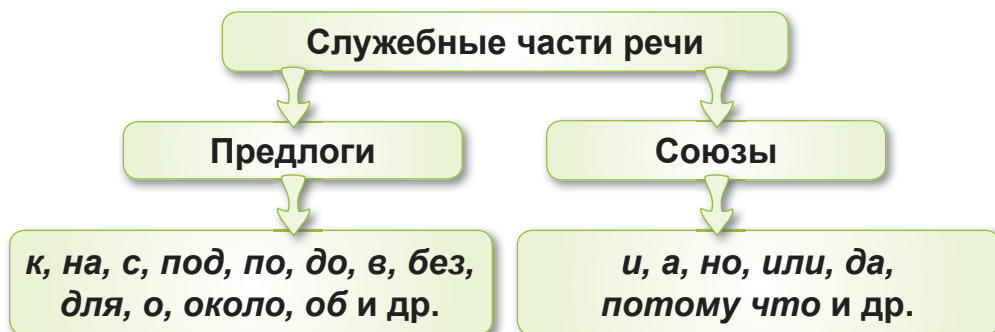 Служебные части речи
Предлоги
Союзы
к, на, с, под, по, до, в, без,
для, о, около, об и др.
и, а, но, или, да,
потому что и др.